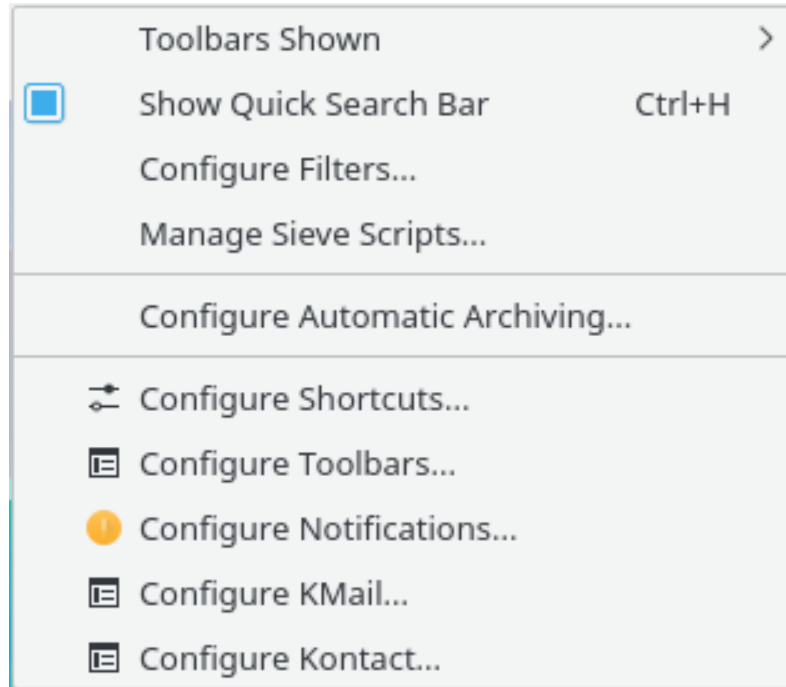 Toolbars Shown
Show Quick Search Bar Ctrl+H
Configure Filters...
Manage Sieve Scripts...
Configure Automatic Archiving...
Configure Shortcuts...
Configure Toolbars...
Configure Notifications...
Configure KMail...
Configure Kontact...